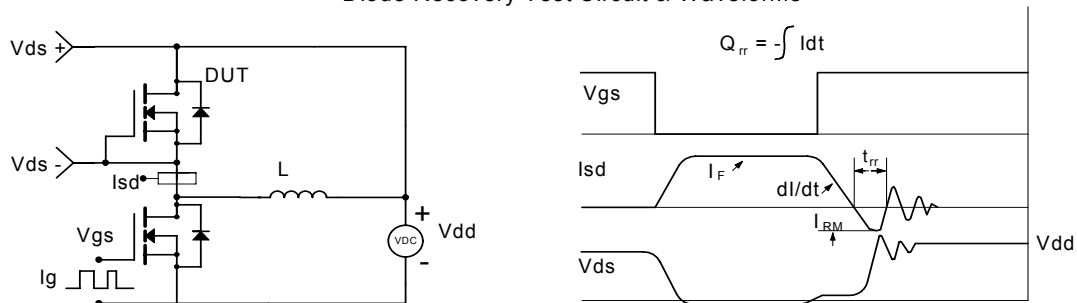 Diode Recovery Test Circuit & Waveforms
Vds +
DUT
Vds -
Isd
L
Vgs
Ig
+
VDC
-
Vdd
Q rr = - ∫ Idt
Vgs
Isd
I F
dI/dt
t rr
I RM
Vdd
Vds